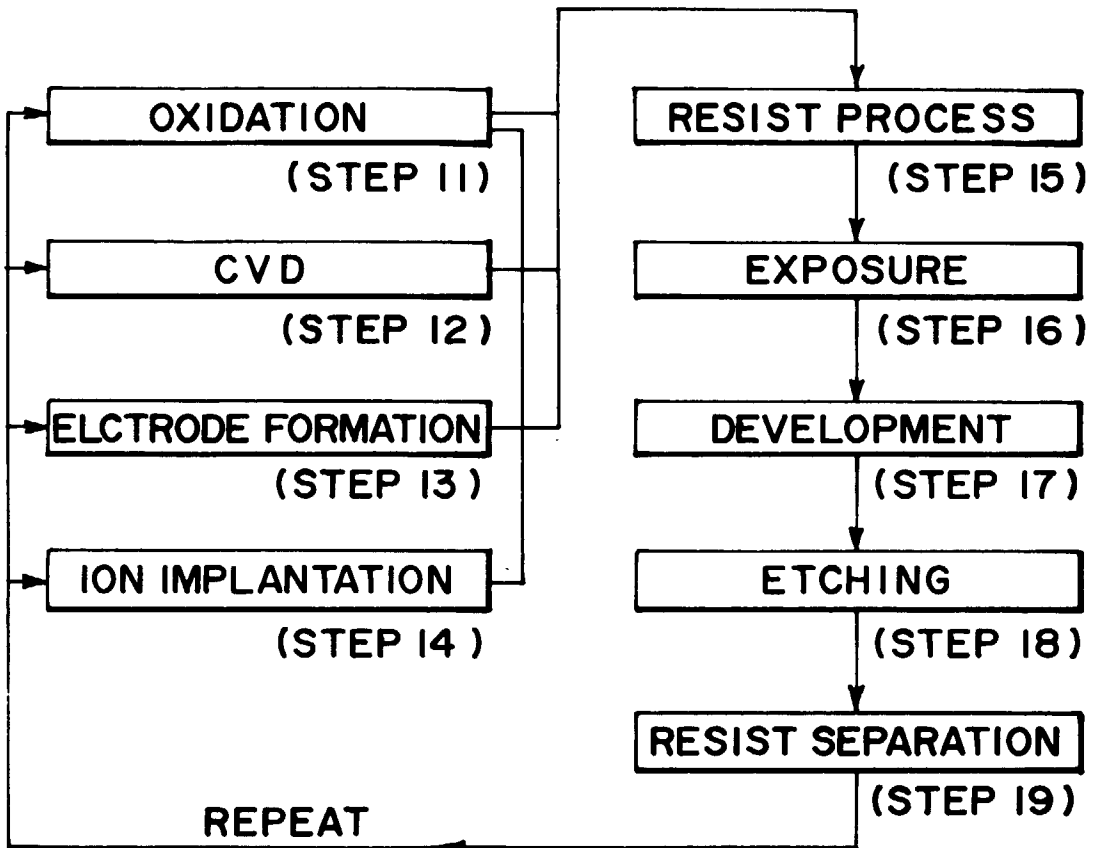 OXIDATION
(STEP 11)
CVD
(STEP 12)
ELCTRODE FORMATION
(STEP 13)
ION IMPLANTATION
(STEP 14)
RESIST PROCESS
(STEP 15)
EXPOSURE
(STEP 16)
DEVELOPMENT
(STEP 17)
ETCHING
(STEP 18)
RESIST SEPARATION
(STEP 19)
REPEAT